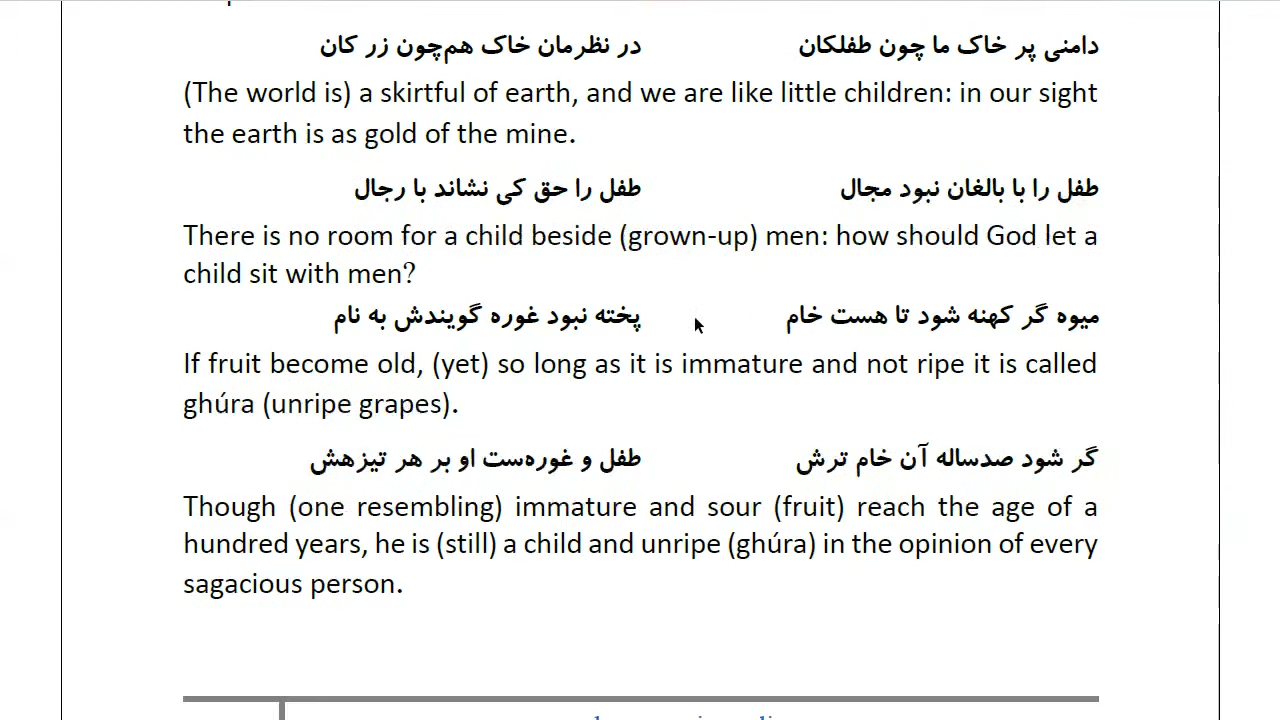 دامنی پر خاک ما چون طفلکان در نظرمان خاک هم‌چون زر کان
(The world is) a skirtful of earth, and we are like little children: in our sight
the earth is as gold of the mine.
طفل را با بالغان نبود مجال طفل را حق کی نشاند با رجال
There is no room for a child beside (grown-up) men: how should God let a
child sit with men?
میوه گر کهنه شود تا هست خام پخته نبود غوره گویندش به نام
If fruit become old, (yet) so long as it is immature and not ripe it is called
ghúra (unripe grapes).
گر شود صدساله آن خام ترش طفل و غوره‌ست او بر هر تیزهش
Though (one resembling) immature and sour (fruit) reach the age of a
hundred years, he is (still) a child and unripe (ghúra) in the opinion of every
sagacious person.